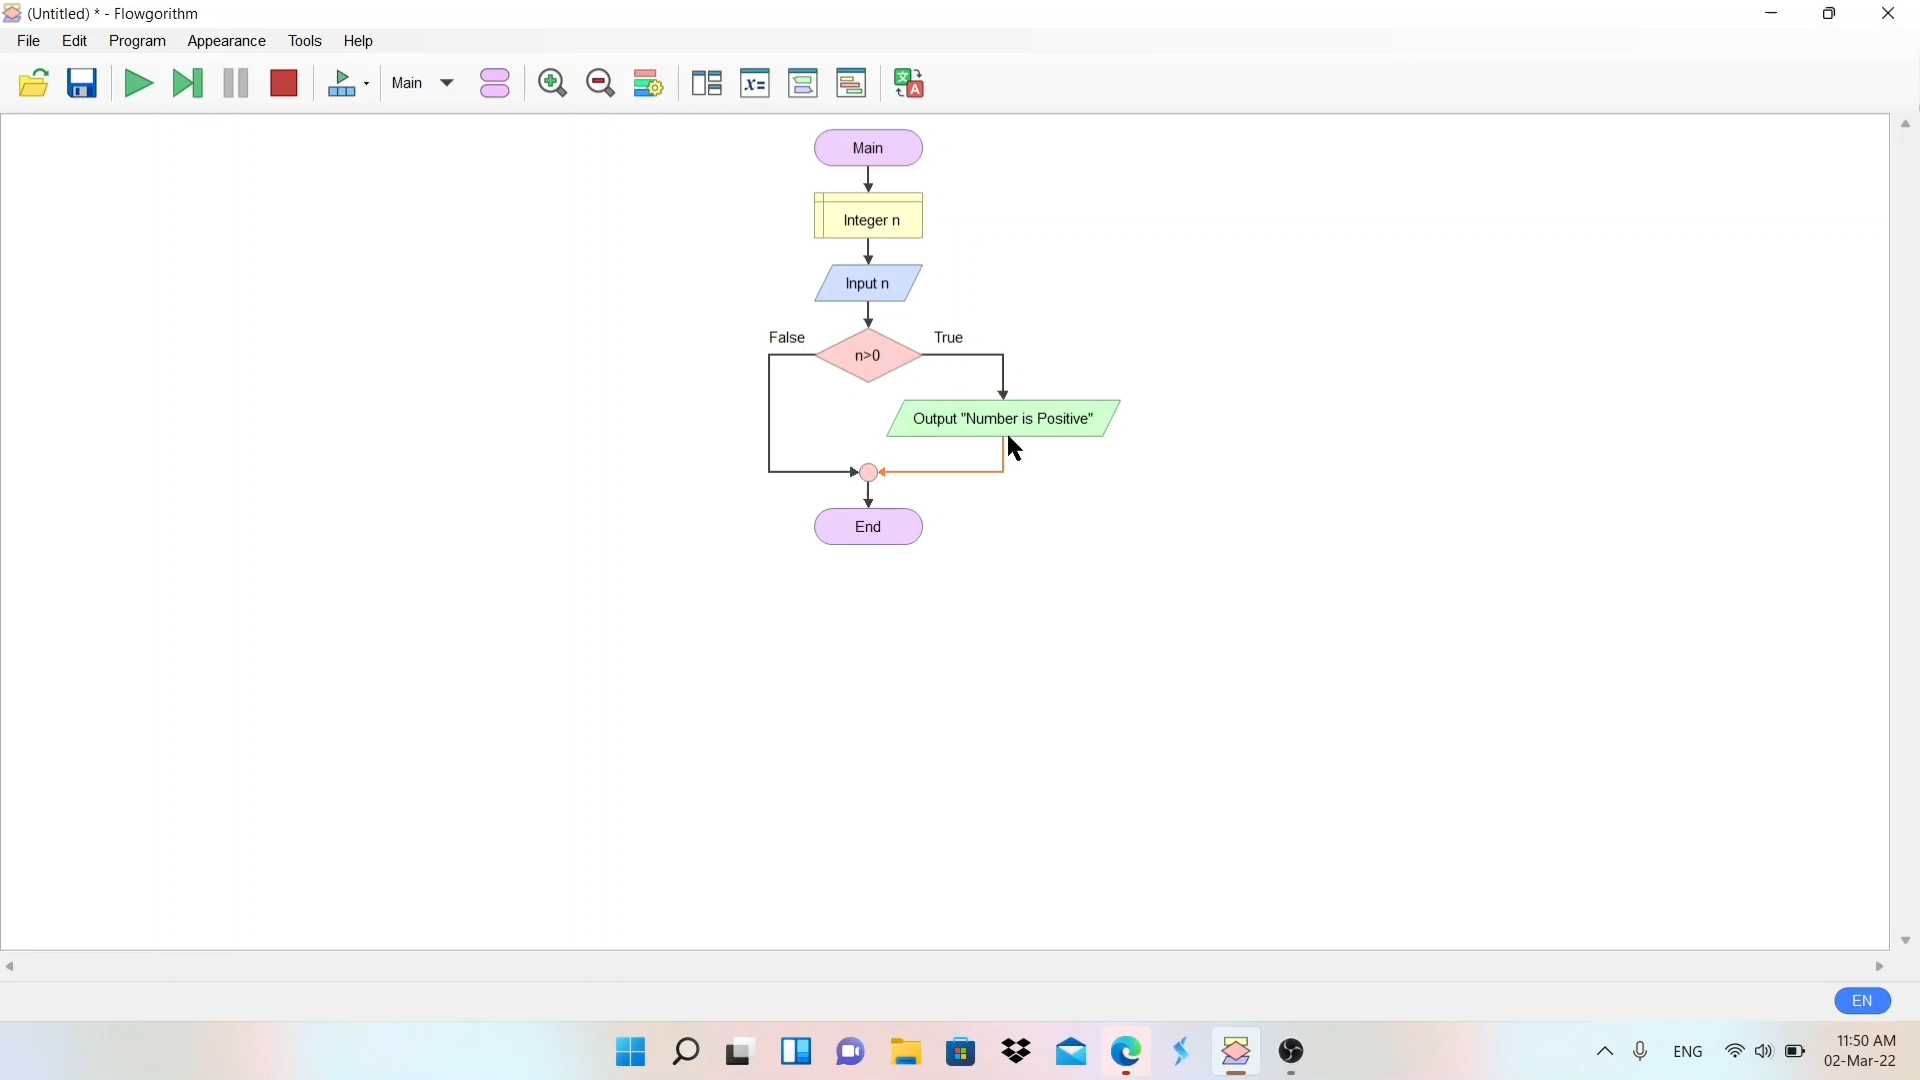 (Untitled) * - Flowgorithm
File Edit Program Appearance Tools Help
Main
x=
A
Main
Integer n
Input n
False True
n>0
Output "Number is Positive"
End
EN
ENG
11:50 AM
02-Mar-22